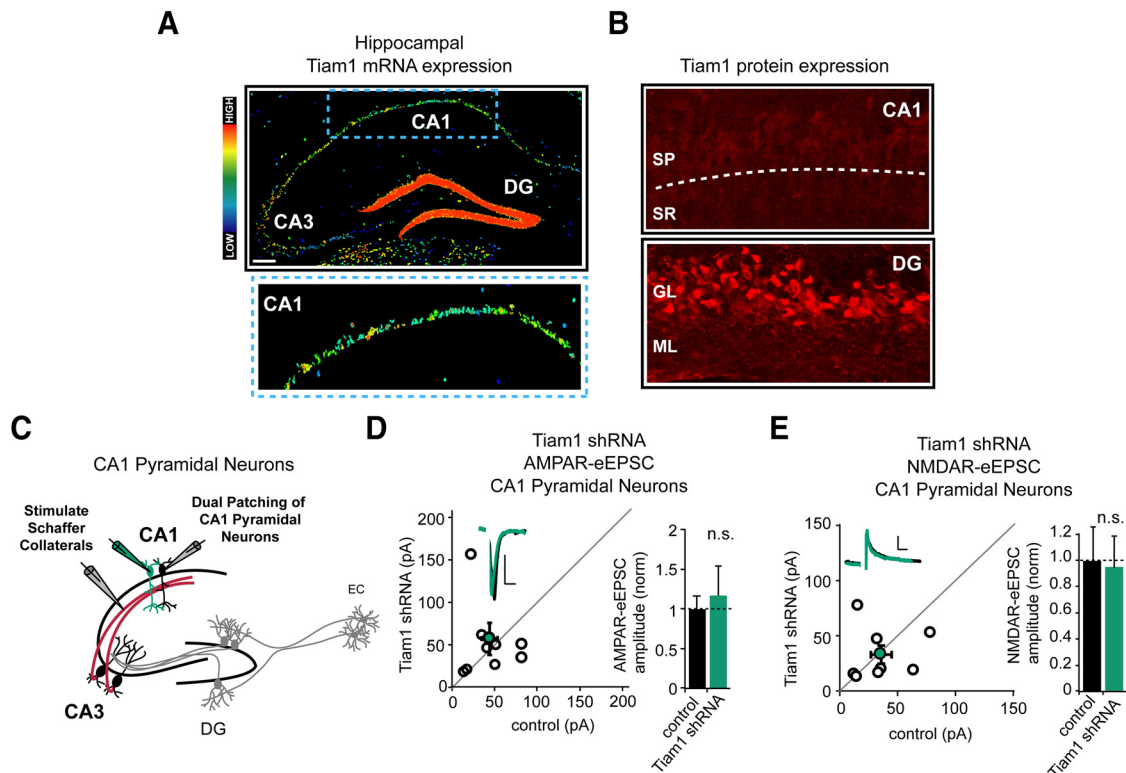 A
Hippocampal
Tiam1 mRNA expression
HIGH
LOW
CA1
DG
CA3
CA1
B
Tiam1 protein expression
CA1
SP
SR
DG
GL
ML
C
CA1 Pyramidal Neurons
Stimulate
Schaffer
Collaterals
CA1
Dual Patching of
CA1 Pyramidal
Neurons
EC
CA3
DG
D
Tiam1 shRNA
AMPAR-eEPSC
CA1 Pyramidal Neurons
Tiam1 shRNA (pA)
200
150
100
50
0
0 50 100 150 200
control (pA)
AMPAR-eEPSC
amplitude (norm)
n.s.
2
1
0
control
Tiam1 shRNA
E
Tiam1 shRNA
NMDAR-eEPSC
CA1 Pyramidal Neurons
Tiam1 shRNA (pA)
150
100
50
0
0 50 100 150
control (pA)
NMDAR-eEPSC
amplitude (norm)
n.s.
1.2
1.0
0.8
0.6
0.4
0.2
0
control
Tiam1 shRNA